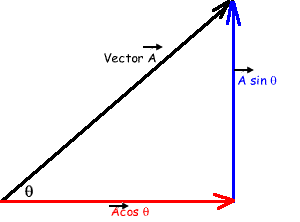 Vector A
A sin θ
θ
Acos θ